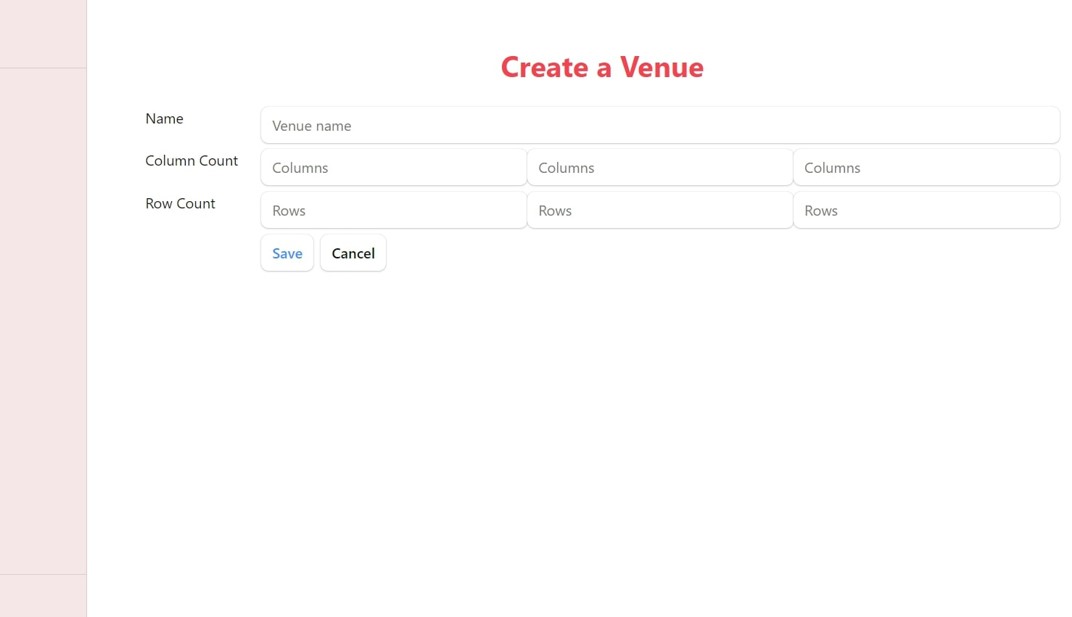 Create a Venue
Name Venue name
Column Count Columns Columns Columns
Row Count Rows Rows Rows
Save Cancel